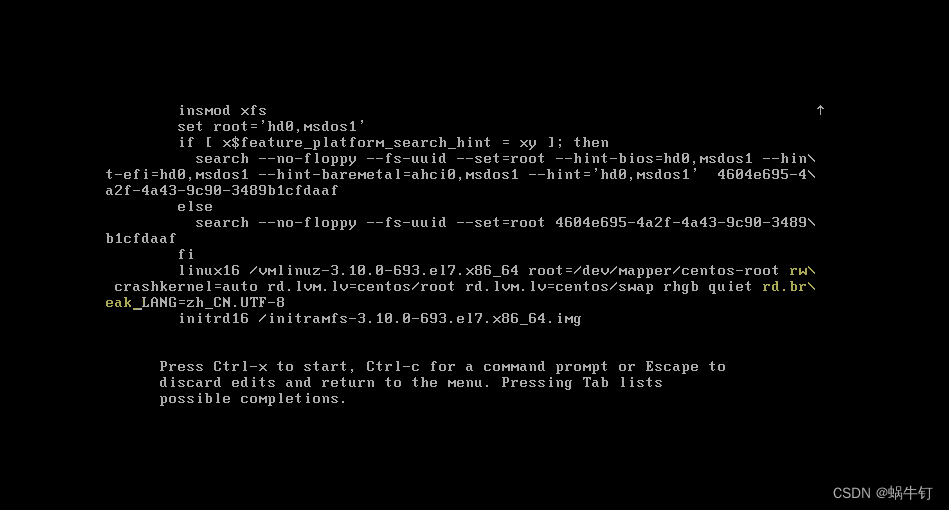 insmod xfs ↑
set root='hd0,msdos1'
if [ x$feature_platform_search_hint = xy ]; then
search --no-floppy --fs-uuid --set=root --hint-bios=hd0,msdos1 --hin\
t-efi=hd0,msdos1 --hint-baremetal=ahci0,msdos1 --hint='hd0,msdos1'  4604e695-4\
a2f-4a43-9c90-3489b1cfdaaf
else
search --no-floppy --fs-uuid --set=root 4604e695-4a2f-4a43-9c90-3489\
b1cfdaaf
fi
linux16 /vmlinuz-3.10.0-693.el7.x86_64 root=/dev/mapper/centos-root rw\
crashkernel=auto rd.lvm.lv=centos/root rd.lvm.lv=centos/swap rhgb quiet rd.br\
eak_LANG=zh_CN.UTF-8
initrd16 /initramfs-3.10.0-693.el7.x86_64.img
Press Ctrl-x to start, Ctrl-c for a command prompt or Escape to
discard edits and return to the menu. Pressing Tab lists
possible completions.
CSDN @蜗牛钉